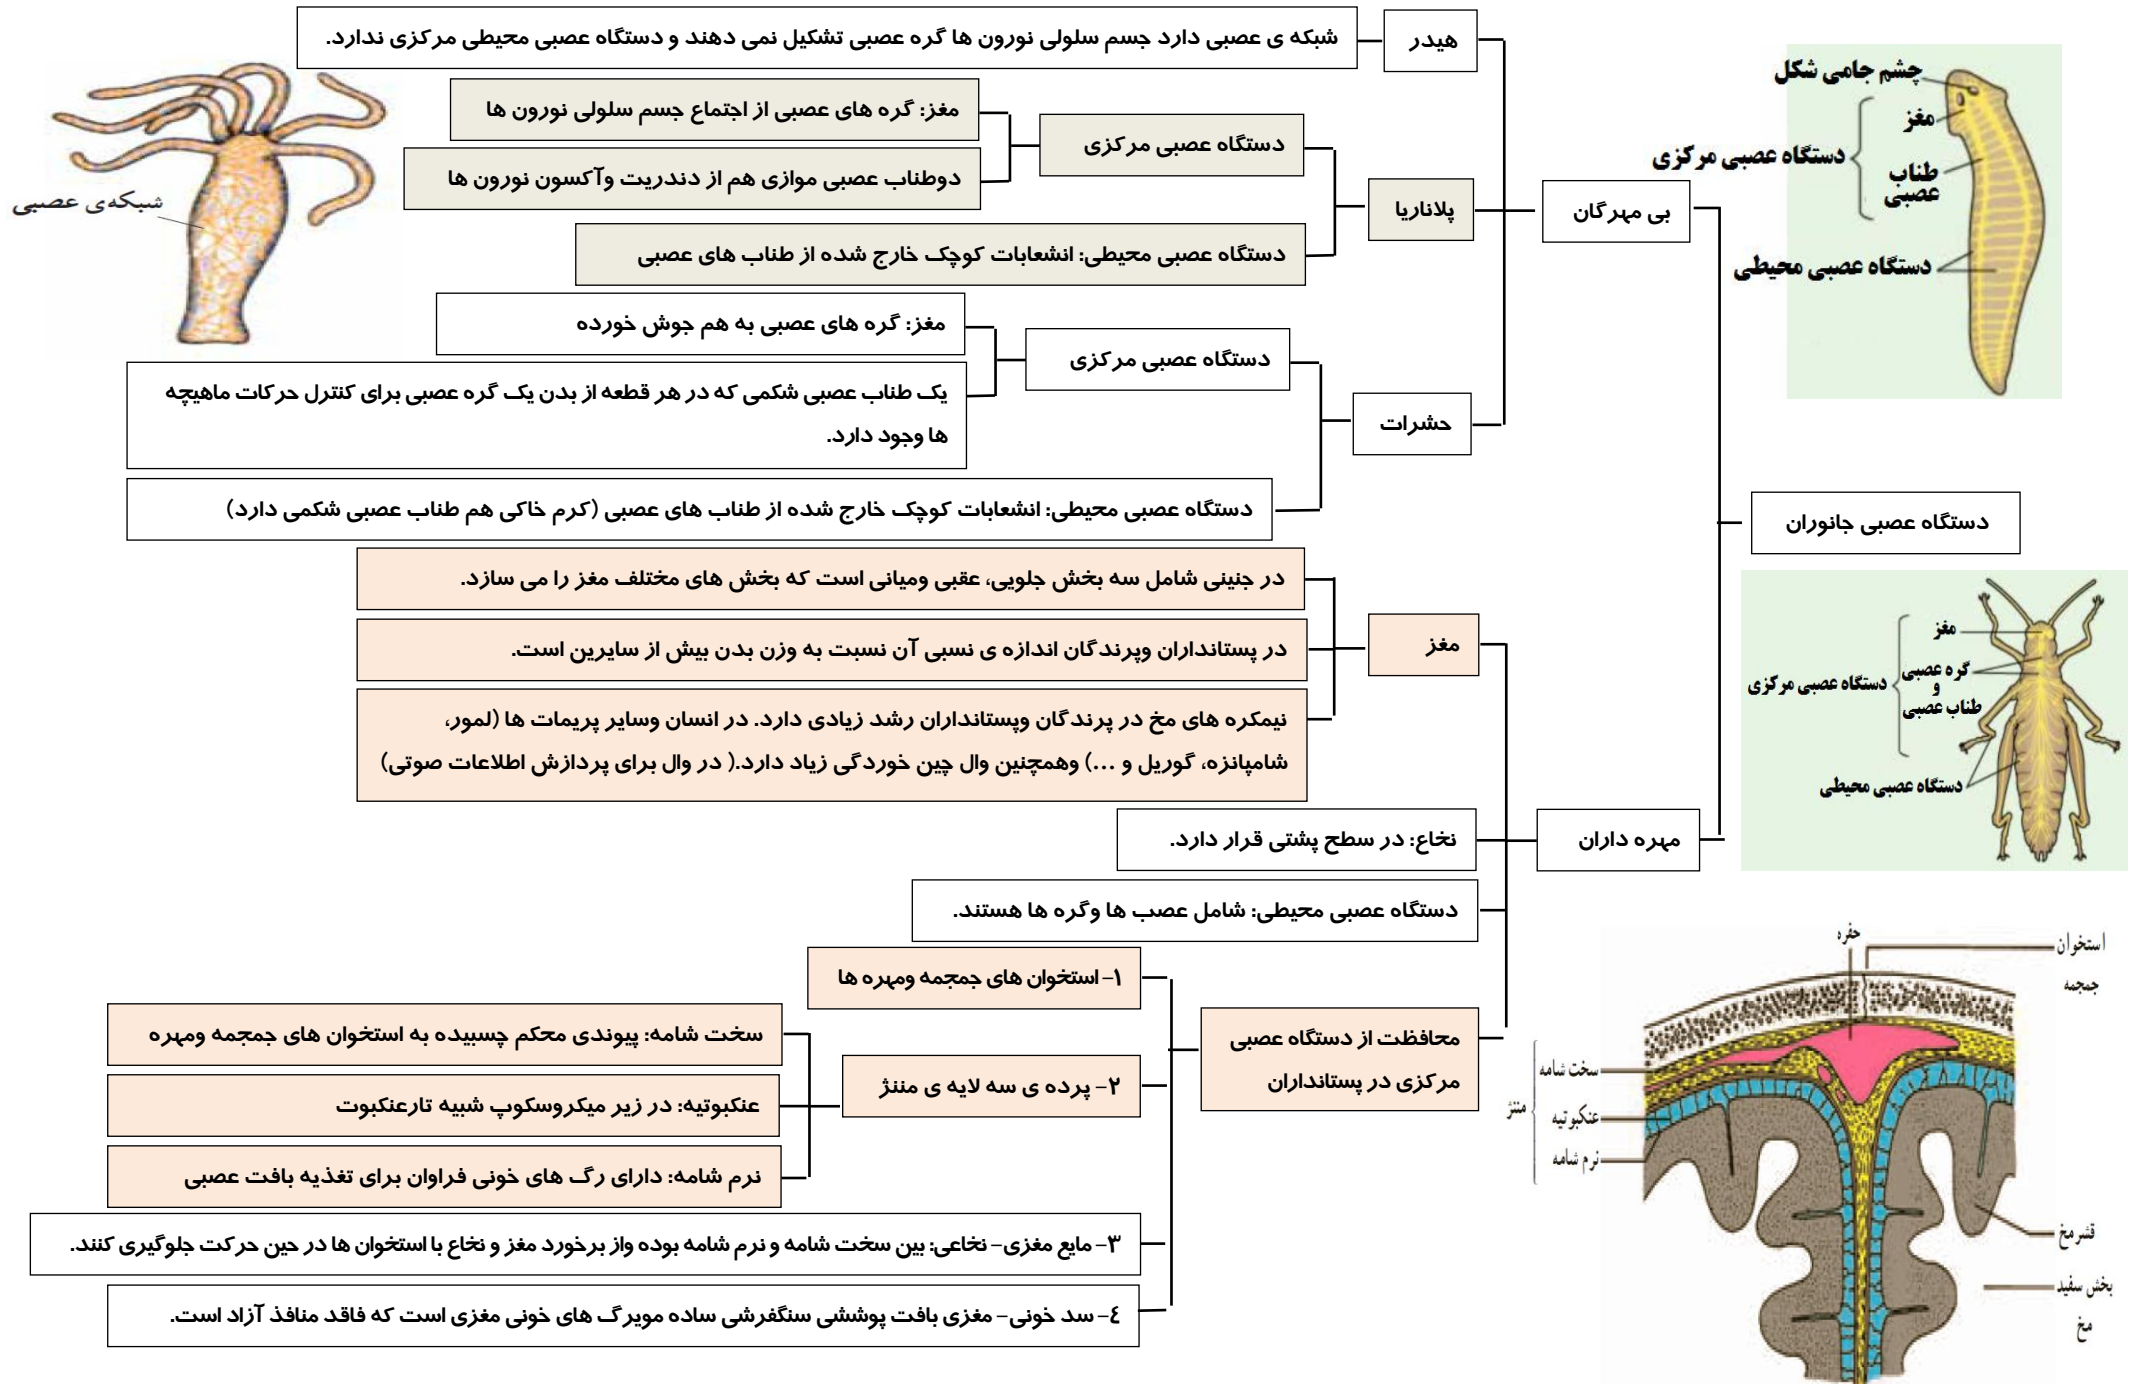 دستگاه عصبی جانوران
بی مهرگان
هیدر
شبکه ی عصبی دارد جسم سلولی نورون ها گره عصبی تشکیل نمی دهند و دستگاه عصبی محیطی مرکزی ندارد.
پلاناریا
دستگاه عصبی مرکزی
مغز: گره های عصبی از اجتماع جسم سلولی نورون ها
دوطناب عصبی موازی هم از دندریت وآکسون نورون ها
دستگاه عصبی محیطی: انشعابات کوچک خارج شده از طناب های عصبی
حشرات
دستگاه عصبی مرکزی
مغز: گره های عصبی به هم جوش خورده
یک طناب عصبی شکمی که در هر قطعه از بدن یک گره عصبی برای کنترل حرکات ماهیچه
ها وجود دارد.
دستگاه عصبی محیطی: انشعابات کوچک خارج شده از طناب های عصبی (کرم خاکی هم طناب عصبی شکمی دارد)
مهره داران
مغز
در جنینی شامل سه بخش جلویی، عقبی ومیانی است که بخش های مختلف مغز را می سازد.
در پستانداران وپرندگان اندازه ی نسبی آن نسبت به وزن بدن بیش از سایرین است.
نیمکره های مخ در پرندگان وپستانداران رشد زیادی دارد. در انسان وسایر پریمات ها (لمور،
شامپانزه، گوریل و ...) وهمچنین وال چین خوردگی زیاد دارد.( در وال برای پردازش اطلاعات صوتی)
نخاع: در سطح پشتی قرار دارد.
دستگاه عصبی محیطی: شامل عصب ها وگره ها هستند.
محافظت از دستگاه عصبی
مرکزی در پستانداران
۱- استخوان های جمجمه ومهره ها
۲- پرده ی سه لایه ی مننژ
سخت شامه: پیوندی محکم چسبیده به استخوان های جمجمه ومهره
عنکبوتیه: در زیر میکروسکوپ شبیه تارعنکبوت
نرم شامه: دارای رگ های خونی فراوان برای تغذیه بافت عصبی
۳- مایع مغزی- نخاعی: بین سخت شامه و نرم شامه بوده واز برخورد مغز و نخاع با استخوان ها در حین حرکت جلوگیری کنند.
٤- سد خونی- مغزی بافت پوششی سنگفرشی ساده مویرگ های خونی مغزی است که فاقد منافذ آزاد است.
شبکه‌ی عصبی
چشم جامی شکل
مغز
طناب
عصبی
دستگاه عصبی مرکزی
دستگاه عصبی محیطی
مغز
گره عصبی
و
طناب عصبی
دستگاه عصبی مرکزی
دستگاه عصبی محیطی
استخوان
جمجمه
حفره
سخت شامه
عنکبوتیه
نرم شامه
مننژ
قشر مخ
بخش سفید
مخ